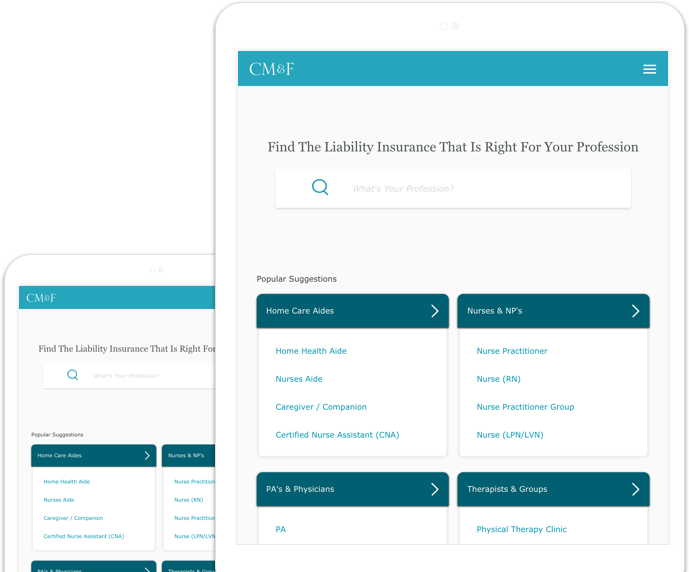 CM&F
Find The Liability Insurance That Is Right For Your Profession
What's Your Profession?
Popular Suggestions
Home Care Aides
Home Health Aide
Nurses Aide
Caregiver / Companion
Certified Nurse Assistant (CNA)
Nurses & NP's
Nurse Practitioner
Nurse (RN)
Nurse Practitioner Group
Nurse (LPN/LVN)
PA's & Physicians
PA
Therapists & Groups
Physical Therapy Clinic
CM&F
Find The Liability Insurance That Is Right For
What's Your Profession?
Popular Suggestions
Home Care Aides
Home Health Aide
Nurses Aide
Caregiver / Companion
Certified Nurse Assistant (CNA)
Nurses & NP's
Nurse Practition
Nurse (RN)
Nurse Practition
Nurse (LPN/LVN
PA's & Physicians
Therapists & Groups